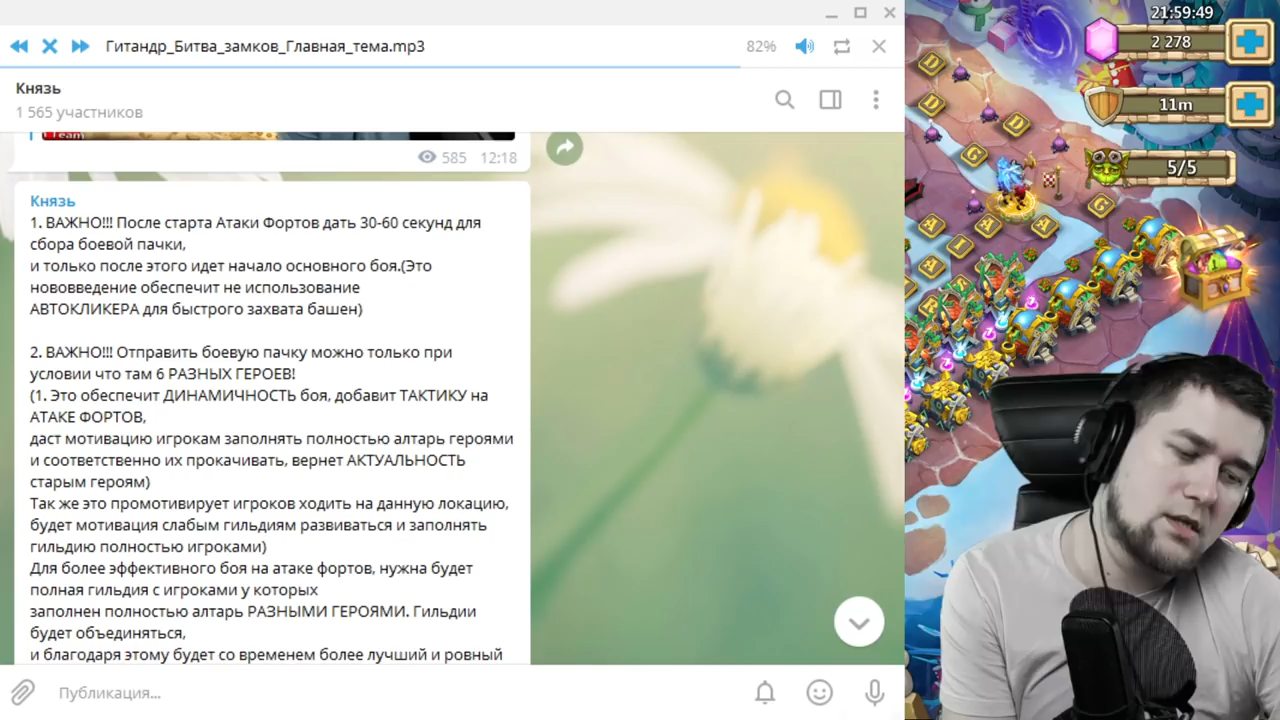 Гитандр_Битва_замков_Главная_тема.mp3
82%
Князь
1 565 участников
Team
585 12:18
Князь
1. ВАЖНО!!! После старта Атаки Фортов дать 30-60 секунд для
сбора боевой пачки,
и только после этого идет начало основного боя.(Это
нововведение обеспечит не использование
АВТОКЛИКЕРА для быстрого захвата башен)
2. ВАЖНО!!! Отправить боевую пачку можно только при
условии что там 6 РАЗНЫХ ГЕРОЕВ!
(1. Это обеспечит ДИНАМИЧНОСТЬ боя, добавит ТАКТИКУ на
АТАКЕ ФОРТОВ,
даст мотивацию игрокам заполнять полностью алтарь героями
и соответственно их прокачивать, вернет АКТУАЛЬНОСТЬ
старым героям)
Так же это промотивирует игроков ходить на данную локацию,
будет мотивация слабым гильдиям развиваться и заполнять
гильдию полностью игроками)
Для более эффективного боя на атаке фортов, нужна будет
полная гильдия с игроками у которых
заполнен полностью алтарь РАЗНЫМИ ГЕРОЯМИ. Гильдии
будет объединяться,
и благодаря этому будет со временем более лучший и ровный
Публикация...
21:59:49
2 278
11m
5/5
D
D
D
G
G
A
A
A
A
I
R